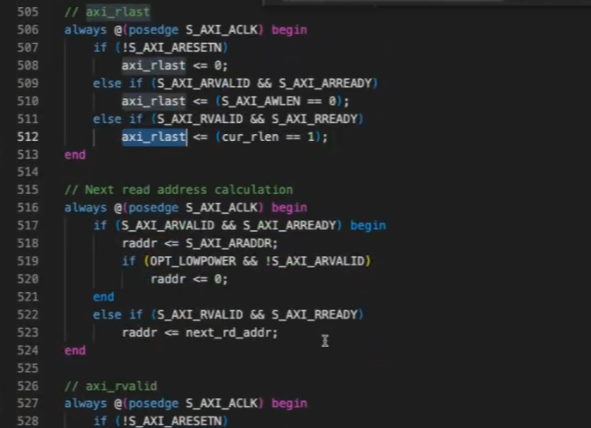 505 // axi_rlast
506 always @(posedge S_AXI_ACLK) begin
507 if (!S_AXI_ARESETN)
508 axi_rlast <= 0;
509 else if (S_AXI_ARVALID && S_AXI_ARREADY)
510 axi_rlast <= (S_AXI_AWLEN == 0);
511 else if (S_AXI_RVALID && S_AXI_RREADY)
512 axi_rlast <= (cur_rlen == 1);
513 end
514
515 // Next read address calculation
516 always @(posedge S_AXI_ACLK) begin
517 if (S_AXI_ARVALID && S_AXI_ARREADY) begin
518 raddr <= S_AXI_ARADDR;
519 if (OPT_LOWPOWER && !S_AXI_ARVALID)
520 raddr <= 0;
521 end
522 else if (S_AXI_RVALID && S_AXI_RREADY)
523 raddr <= next_rd_addr;
524 end
525
526 // axi_rvalid
527 always @(posedge S_AXI_ACLK) begin
528 if (!S_AXI_ARESETN)